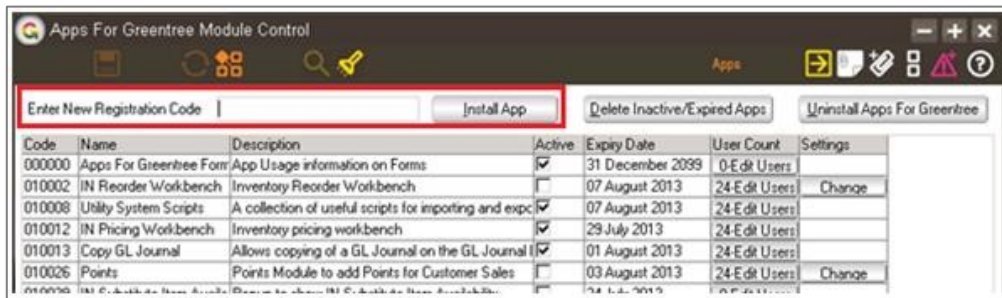 Apps For Greentree Module Control
Apps
Enter New Registration Code Install App Delete Inactive/Expired Apps Uninstall Apps For Greentree
Code Name Description Active Expiry Date User Count Settings
000000 Apps For Greentree Form App Usage information on Forms 31 December 2099 0-Edit Users
010002 IN Reorder Workbench Inventory Reorder Workbench 07 August 2013 24-Edit Users Change
010008 Utility System Scripts A collection of useful scripts for importing and expo 07 August 2013 24-Edit Users
010012 IN Pricing Workbench Inventory pricing workbench 29 July 2013 24-Edit Users
010013 Copy GL Journal Allows copying of a GL Journal on the GL Journal 01 August 2013 24-Edit Users
010026 Points Points Module to add Points for Customer Sales 03 August 2013 24-Edit Users Change
IN Substitute Item 24 July 2013